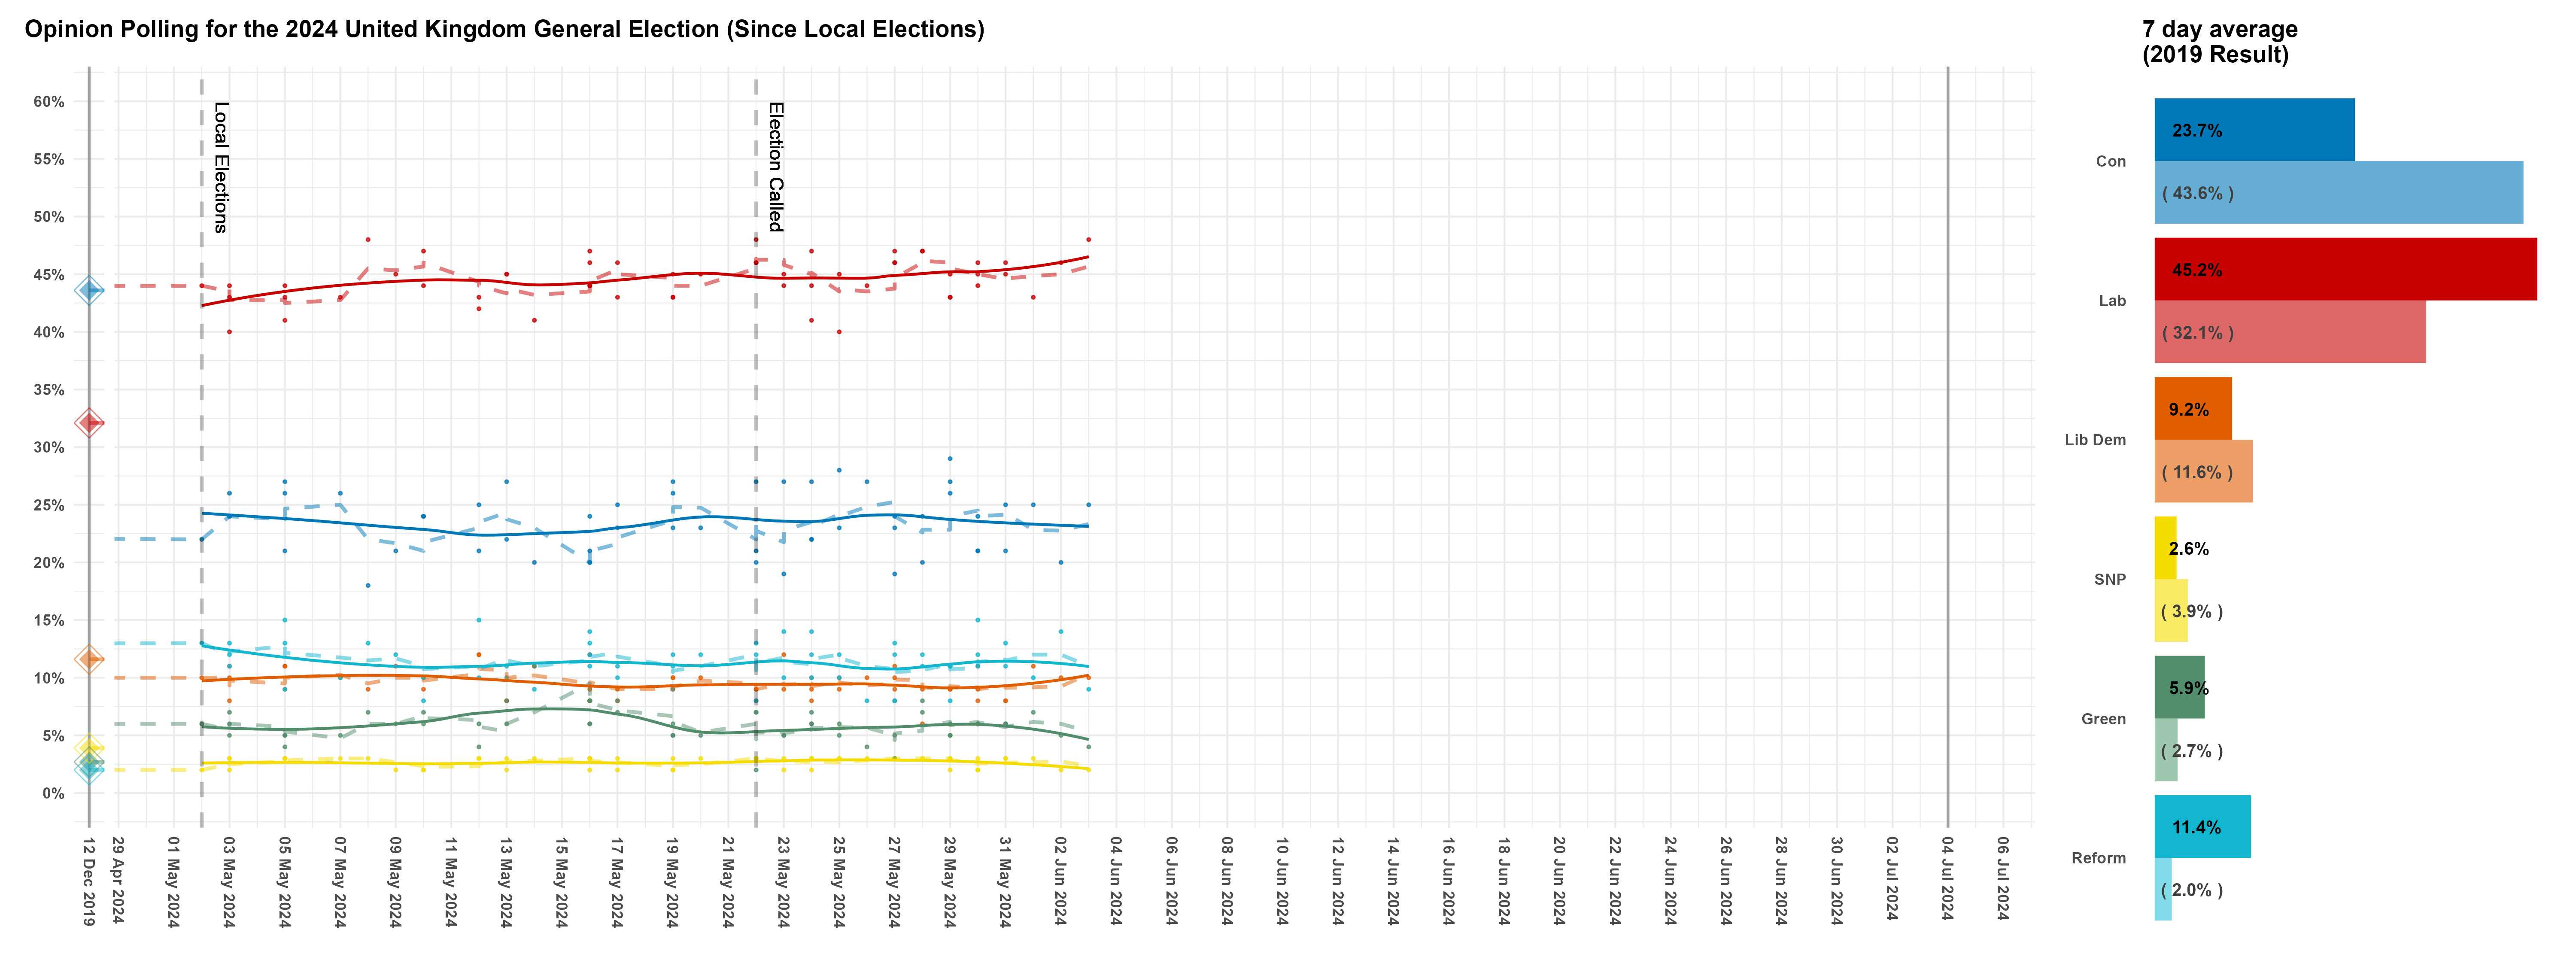 Opinion Polling for the 2024 United Kingdom General Election (Since Local Elections)
7 day average
(2019 Result)
60%
55%
50%
45%
40%
35%
30%
25%
20%
15%
10%
5%
0%
Local Elections
Election Called
12 Dec 2019
29 Apr 2024
01 May 2024
03 May 2024
05 May 2024
07 May 2024
09 May 2024
11 May 2024
13 May 2024
15 May 2024
17 May 2024
19 May 2024
21 May 2024
23 May 2024
25 May 2024
27 May 2024
29 May 2024
31 May 2024
02 Jun 2024
04 Jun 2024
06 Jun 2024
08 Jun 2024
10 Jun 2024
12 Jun 2024
14 Jun 2024
16 Jun 2024
18 Jun 2024
20 Jun 2024
22 Jun 2024
24 Jun 2024
26 Jun 2024
28 Jun 2024
30 Jun 2024
02 Jul 2024
04 Jul 2024
06 Jul 2024
Con
23.7%
( 43.6% )
Lab
45.2%
( 32.1% )
Lib Dem
9.2%
( 11.6% )
SNP
2.6%
( 3.9% )
Green
5.9%
( 2.7% )
Reform
11.4%
( 2.0% )